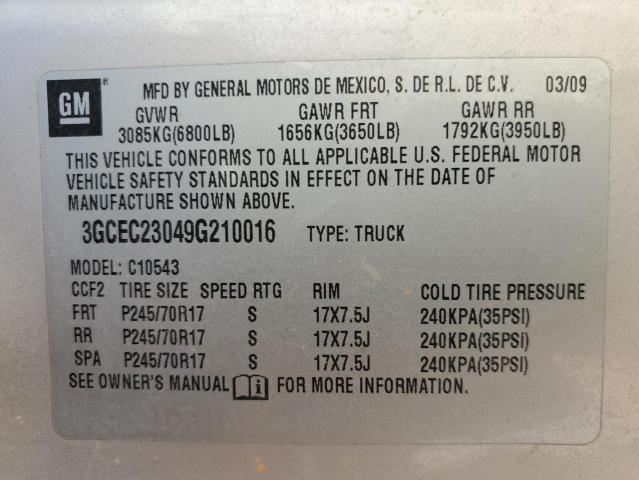 GM ®
MFD BY GENERAL MOTORS DE MEXICO, S. DE R.L. DE C.V. 03/09
GVWR GAWR FRT GAWR RR
3085KG(6800LB) 1656KG(3650LB) 1792KG(3950LB)
THIS VEHICLE CONFORMS TO ALL APPLICABLE U.S. FEDERAL MOTOR
VEHICLE SAFETY STANDARDS IN EFFECT ON THE DATE OF
MANUFACTURE SHOWN ABOVE.
3GCEC23049G210016 TYPE: TRUCK
MODEL: C10543
CCF2 TIRE SIZE SPEED RTG RIM COLD TIRE PRESSURE
FRT P245/70R17 S 17X7.5J 240KPA(35PSI)
RR P245/70R17 S 17X7.5J 240KPA(35PSI)
SPA P245/70R17 S 17X7.5J 240KPA(35PSI)
SEE OWNER'S MANUAL i FOR MORE INFORMATION.